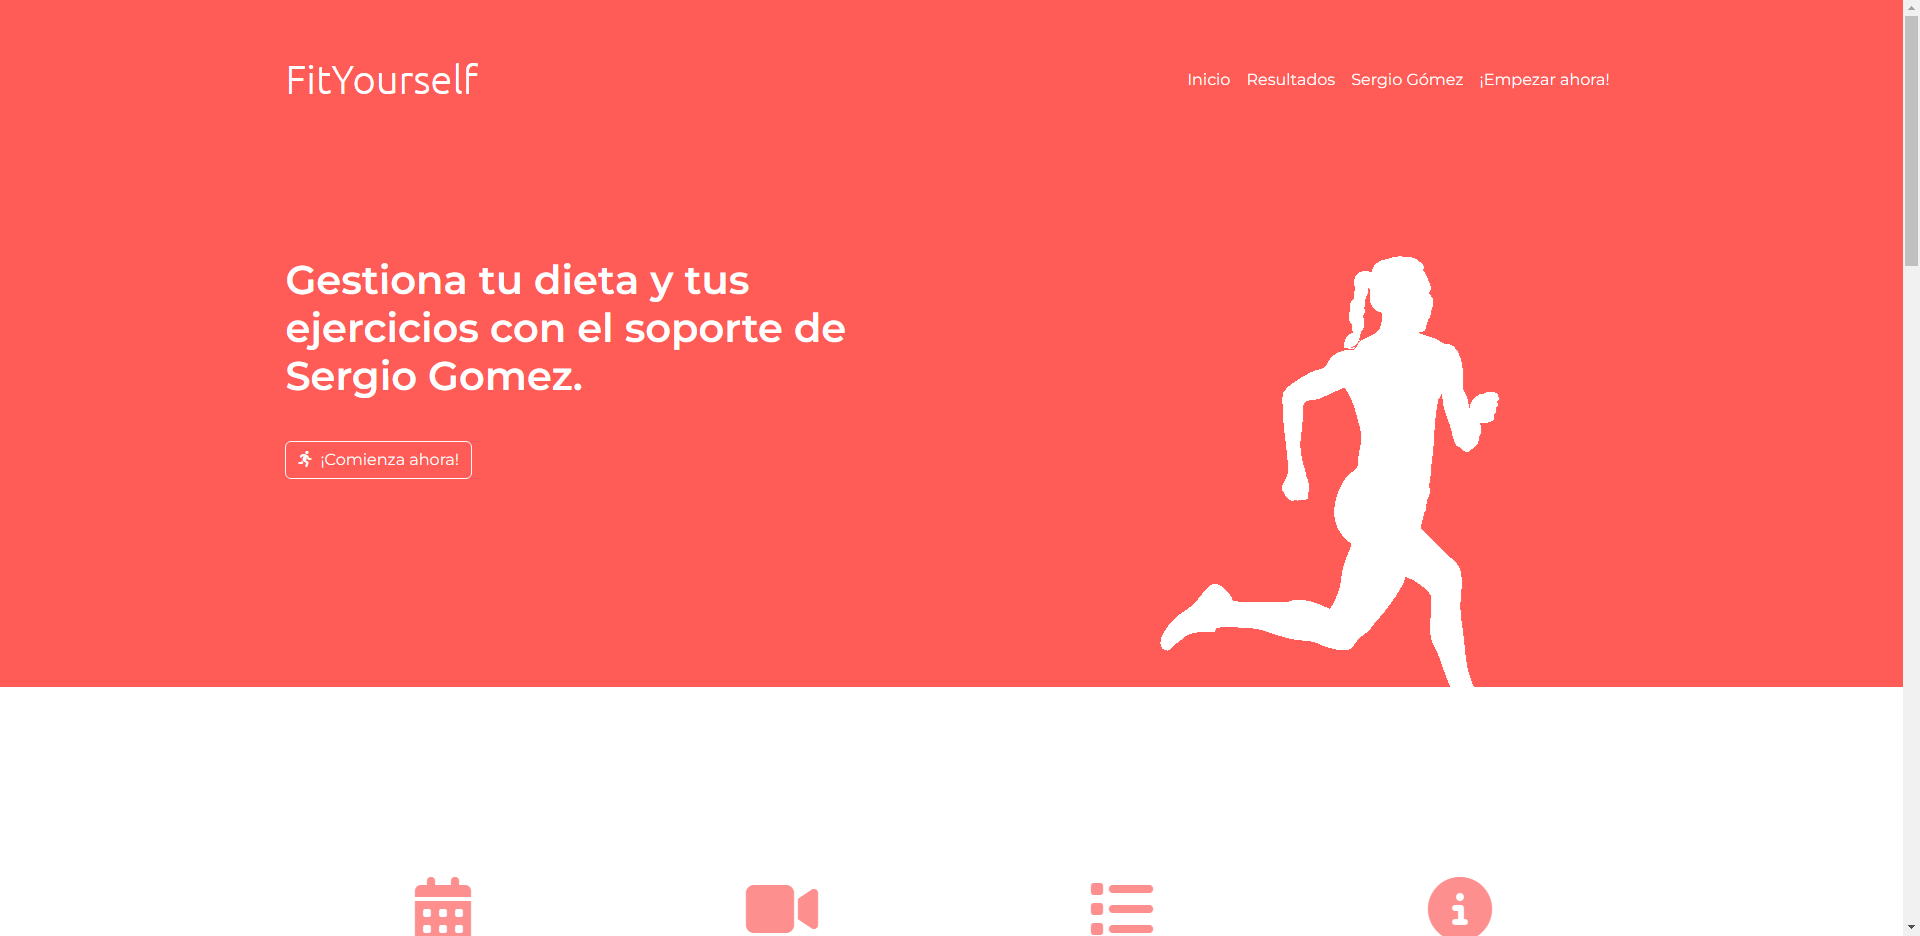 FitYourself
Inicio Resultados Sergio Gómez ¡Empezar ahora!
Gestiona tu dieta y tus
ejercicios con el soporte de
Sergio Gomez.
¡Comienza ahora!